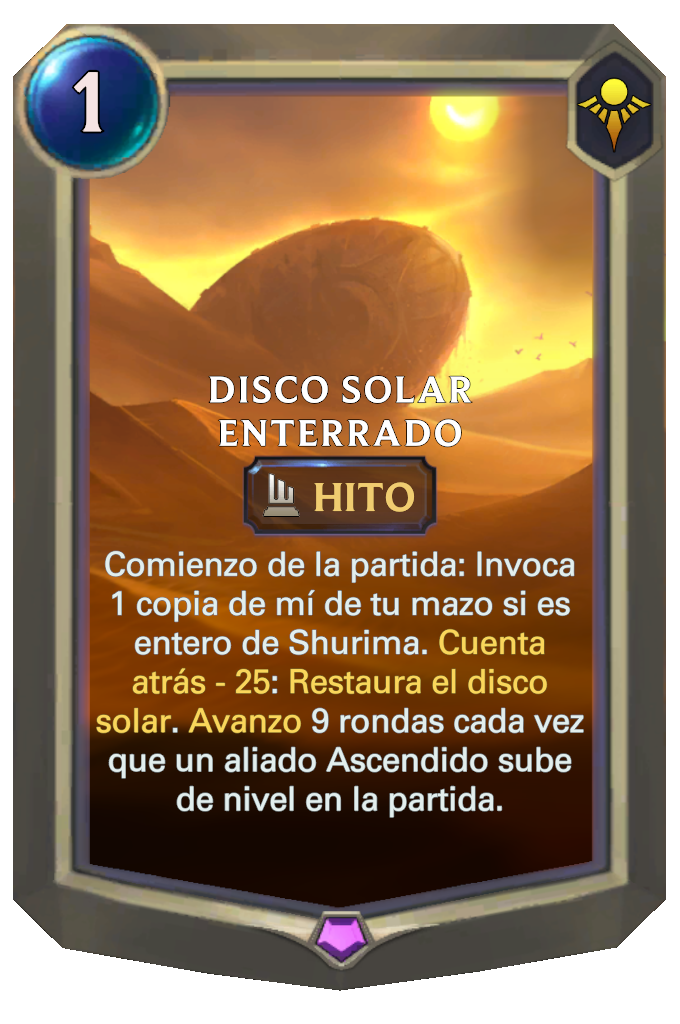 1
DISCO SOLAR
ENTERRADO
HITO
Comienzo de la partida: Invoca
1 copia de mí de tu mazo si es
entero de Shurima. Cuenta
atrás - 25: Restaura el disco
solar. Avanzo 9 rondas cada vez
que un aliado Ascendido sube
de nivel en la partida.